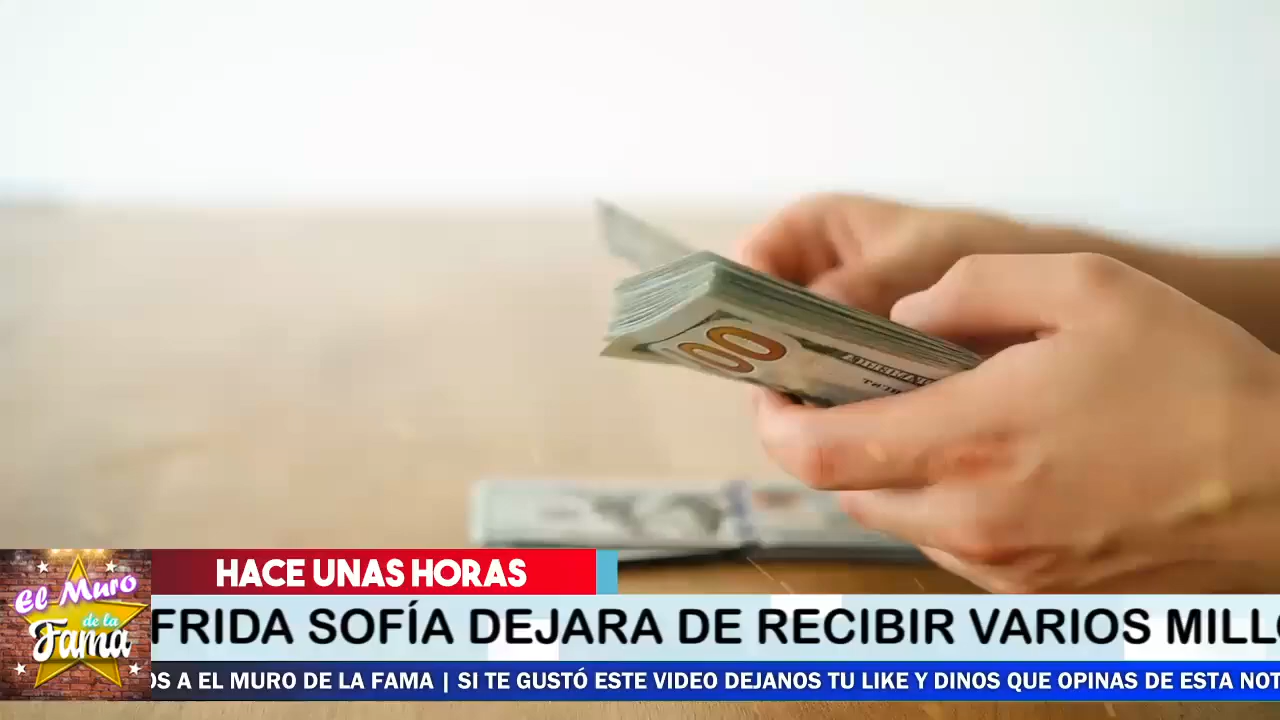 00
HACE UNAS HORAS
El Muro
de la
Fama
FRIDA SOFÍA DEJARA DE RECIBIR VARIOS MILL
OS A EL MURO DE LA FAMA | SI TE GUSTÓ ESTE VIDEO DEJANOS TU LIKE Y DINOS QUE OPINAS DE ESTA NOT